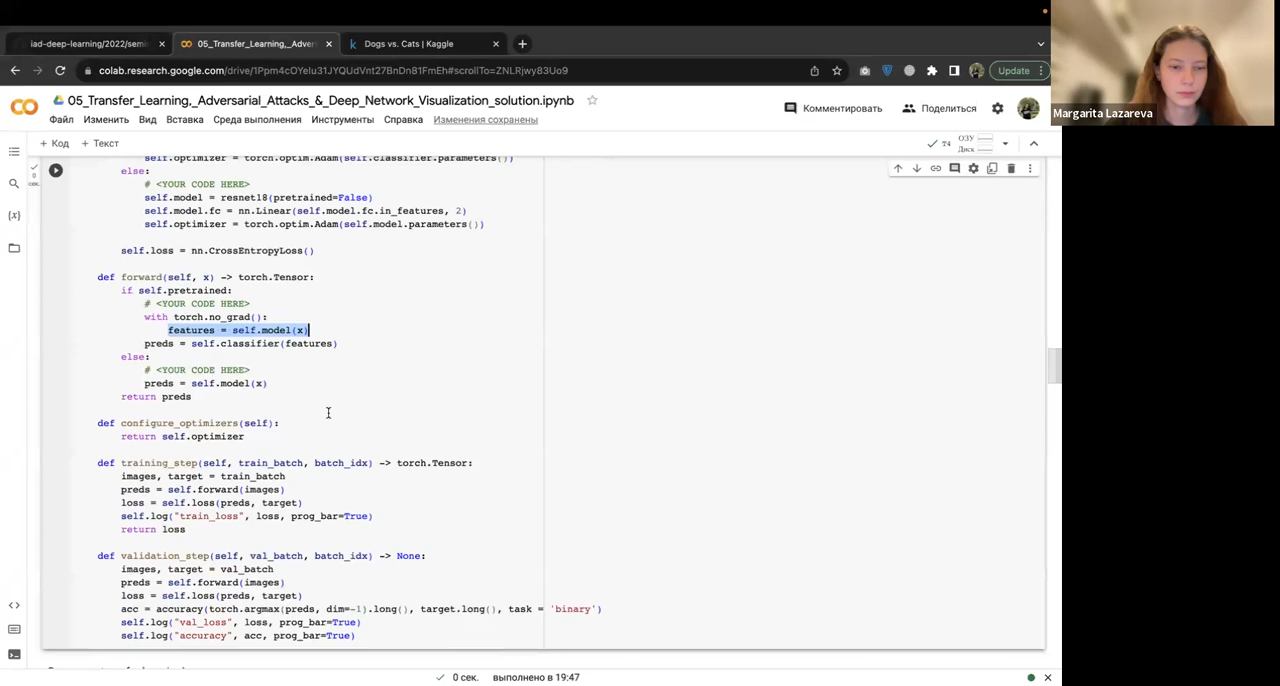 iad-deep-learning/2022/semi
05_Transfer_Learning,_Adver
Dogs vs. Cats | Kaggle
colab.research.google.com/drive/1Ppm4cOYelu31JYQUdVnt27BnDn81FmEh#scrollTo=ZNLRjwy83Uo9
Update
Margarita Lazareva
05_Transfer_Learning,_Adversarial_Attacks_&_Deep_Network_Visualization_solution.ipynb
Комментировать
Поделиться
Файл Изменить Вид Вставка Среда выполнения Инструменты Справка Изменения сохранены
+ Код + Текст
T4
ОЗУ
Диск
0
сек.
self.optimizer = torch.optim.Adam(self.classifier.parameters())
else:
# <YOUR CODE HERE>
self.model = resnet18(pretrained=False)
self.model.fc = nn.Linear(self.model.fc.in_features, 2)
self.optimizer = torch.optim.Adam(self.model.parameters())
self.loss = nn.CrossEntropyLoss()
def forward(self, x) -> torch.Tensor:
if self.pretrained:
# <YOUR CODE HERE>
with torch.no_grad():
features = self.model(x)
preds = self.classifier(features)
else:
# <YOUR CODE HERE>
preds = self.model(x)
return preds
def configure_optimizers(self):
return self.optimizer
def training_step(self, train_batch, batch_idx) -> torch.Tensor:
images, target = train_batch
preds = self.forward(images)
loss = self.loss(preds, target)
self.log("train_loss", loss, prog_bar=True)
return loss
def validation_step(self, val_batch, batch_idx) -> None:
images, target = val_batch
preds = self.forward(images)
loss = self.loss(preds, target)
acc = accuracy(torch.argmax(preds, dim=-1).long(), target.long(), task = 'binary')
self.log("val_loss", loss, prog_bar=True)
self.log("accuracy", acc, prog_bar=True)
0 сек. выполнено в 19:47